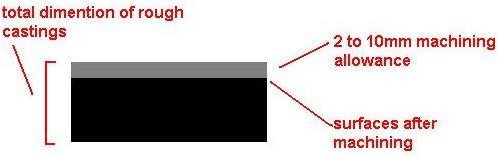 total dimention of rough
castings
2 to 10mm machining
allowance
surfaces after
machining